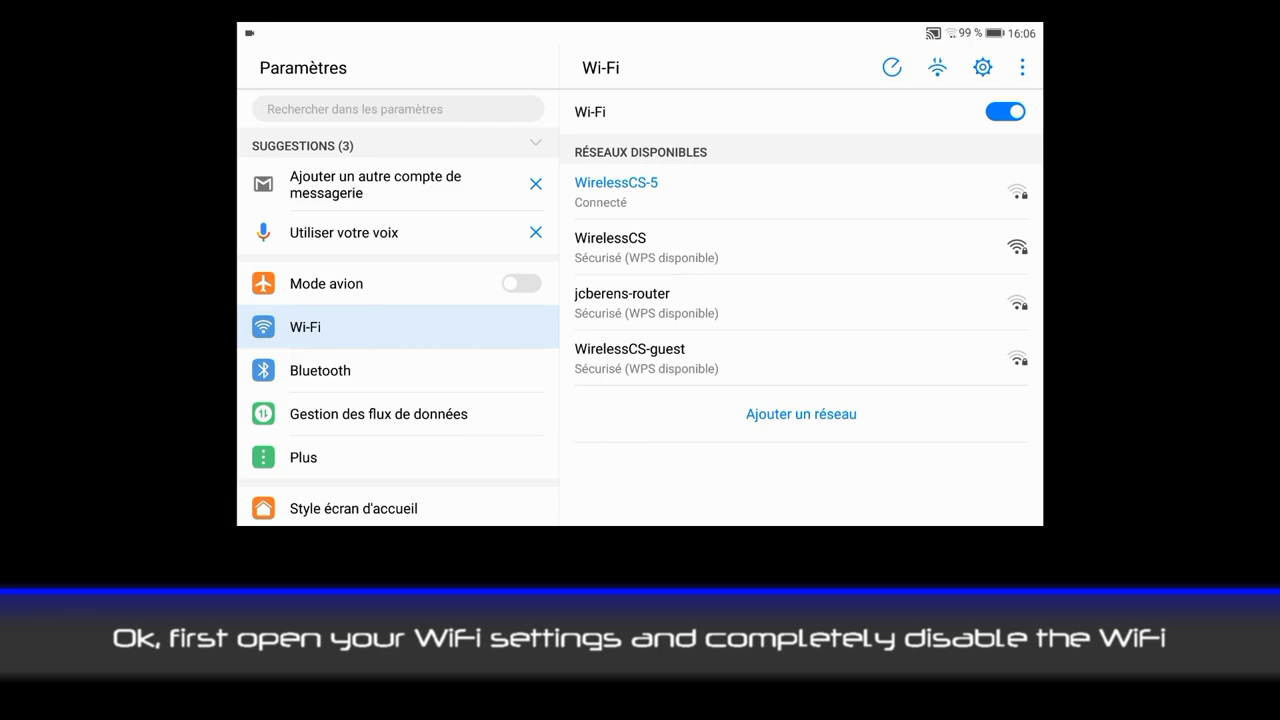 99 % 16:06
Paramètres
Rechercher dans les paramètres
SUGGESTIONS (3)
Ajouter un autre compte de
messagerie
Utiliser votre voix
Mode avion
Wi-Fi
Bluetooth
Gestion des flux de données
Plus
Style écran d'accueil
Wi-Fi
Wi-Fi
RÉSEAUX DISPONIBLES
WirelessCS-5
Connecté
WirelessCS
Sécurisé (WPS disponible)
jcberens-router
Sécurisé (WPS disponible)
WirelessCS-guest
Sécurisé (WPS disponible)
Ajouter un réseau
Ok, first open your WiFi settings and completely disable the WiFi